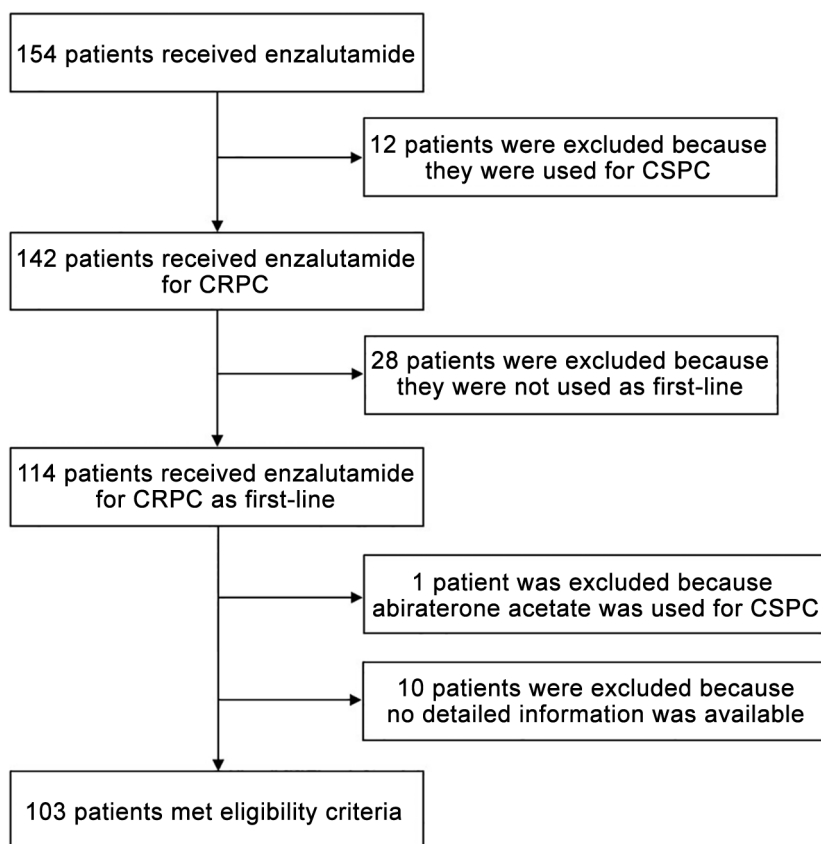 154 patients received enzalutamide
12 patients were excluded because
they were used for CSPC
142 patients received enzalutamide
for CRPC
28 patients were excluded because
they were not used as first-line
114 patients received enzalutamide
for CRPC as first-line
1 patient was excluded because
abiraterone acetate was used for CSPC
10 patients were excluded because
no detailed information was available
103 patients met eligibility criteria